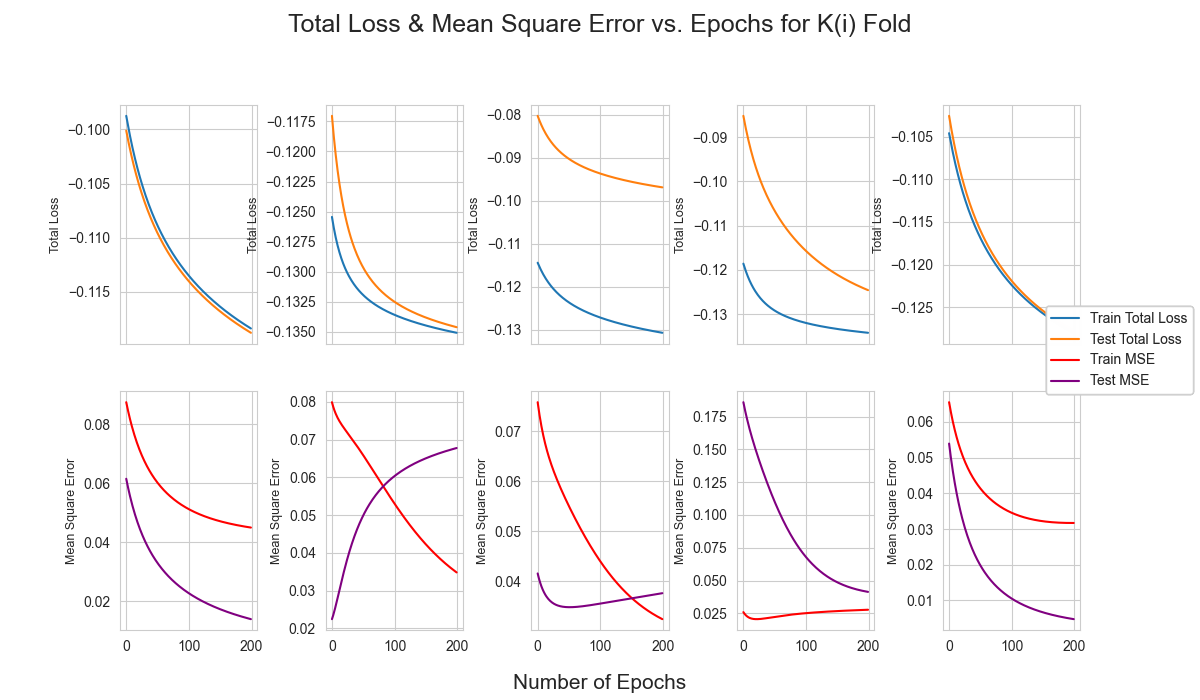 Total Loss & Mean Square Error vs. Epochs for K(i) Fold
Total Loss
−0.100
−0.105
−0.110
−0.115
Total Loss
−0.1175
−0.1200
−0.1225
−0.1250
−0.1275
−0.1300
−0.1325
−0.1350
Total Loss
−0.08
−0.09
−0.10
−0.11
−0.12
−0.13
Total Loss
−0.09
−0.10
−0.11
−0.12
−0.13
Total Loss
−0.105
−0.110
−0.115
−0.120
−0.125
Train Total Loss
Test Total Loss
Train MSE
Test MSE
Mean Square Error
0.08
0.06
0.04
0.02
0 100 200
Mean Square Error
0.08
0.07
0.06
0.05
0.04
0.03
0.02
0 100 200
Mean Square Error
0.07
0.06
0.05
0.04
0 100 200
Mean Square Error
0.175
0.150
0.125
0.100
0.075
0.050
0.025
0 100 200
Mean Square Error
0.06
0.05
0.04
0.03
0.02
0.01
0 100 200
Number of Epochs